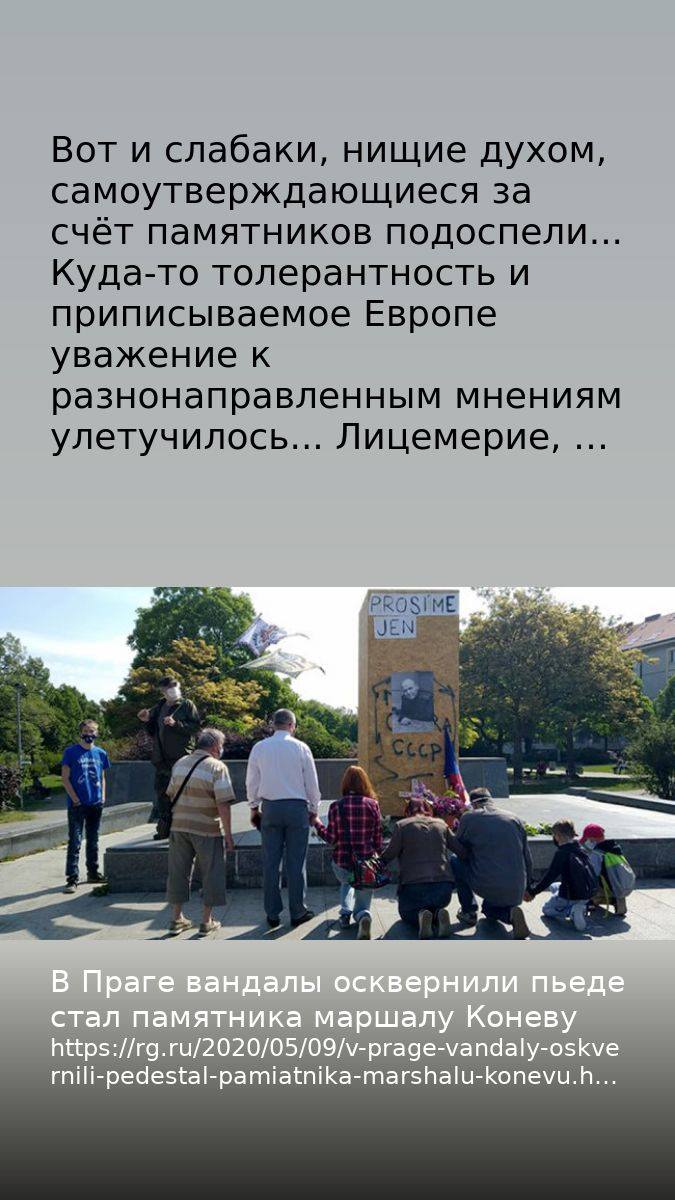 Вот и слабаки, нищие духом,
самоутверждающиеся за
счёт памятников подоспели...
Куда-то толерантность и
приписываемое Европе
уважение к
разнонаправленным мнениям
улетучилось... Лицемерие, ...
PROSÍME
JEN
СССР
В Праге вандалы осквернили пьеде
стал памятника маршалу Коневу
https://rg.ru/2020/05/09/v-prage-vandaly-oskve
rnili-pedestal-pamiatnika-marshalu-konevu.h...